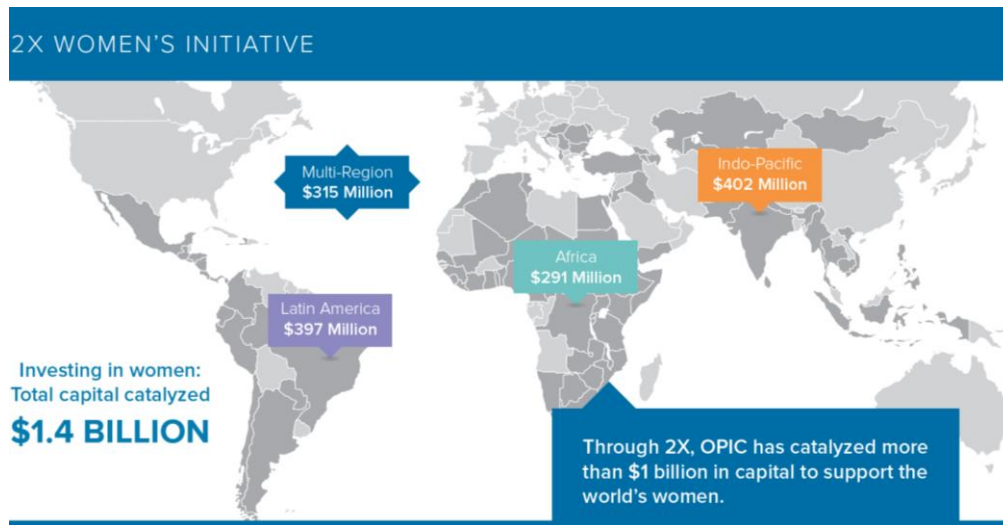 2X WOMEN'S INITIATIVE
Multi-Region
$315 Million
Indo-Pacific
$402 Million
Africa
$291 Million
Latin America
$397 Million
Investing in women:
Total capital catalyzed
$1.4 BILLION
Through 2X, OPIC has catalyzed more
than $1 billion in capital to support the
world's women.